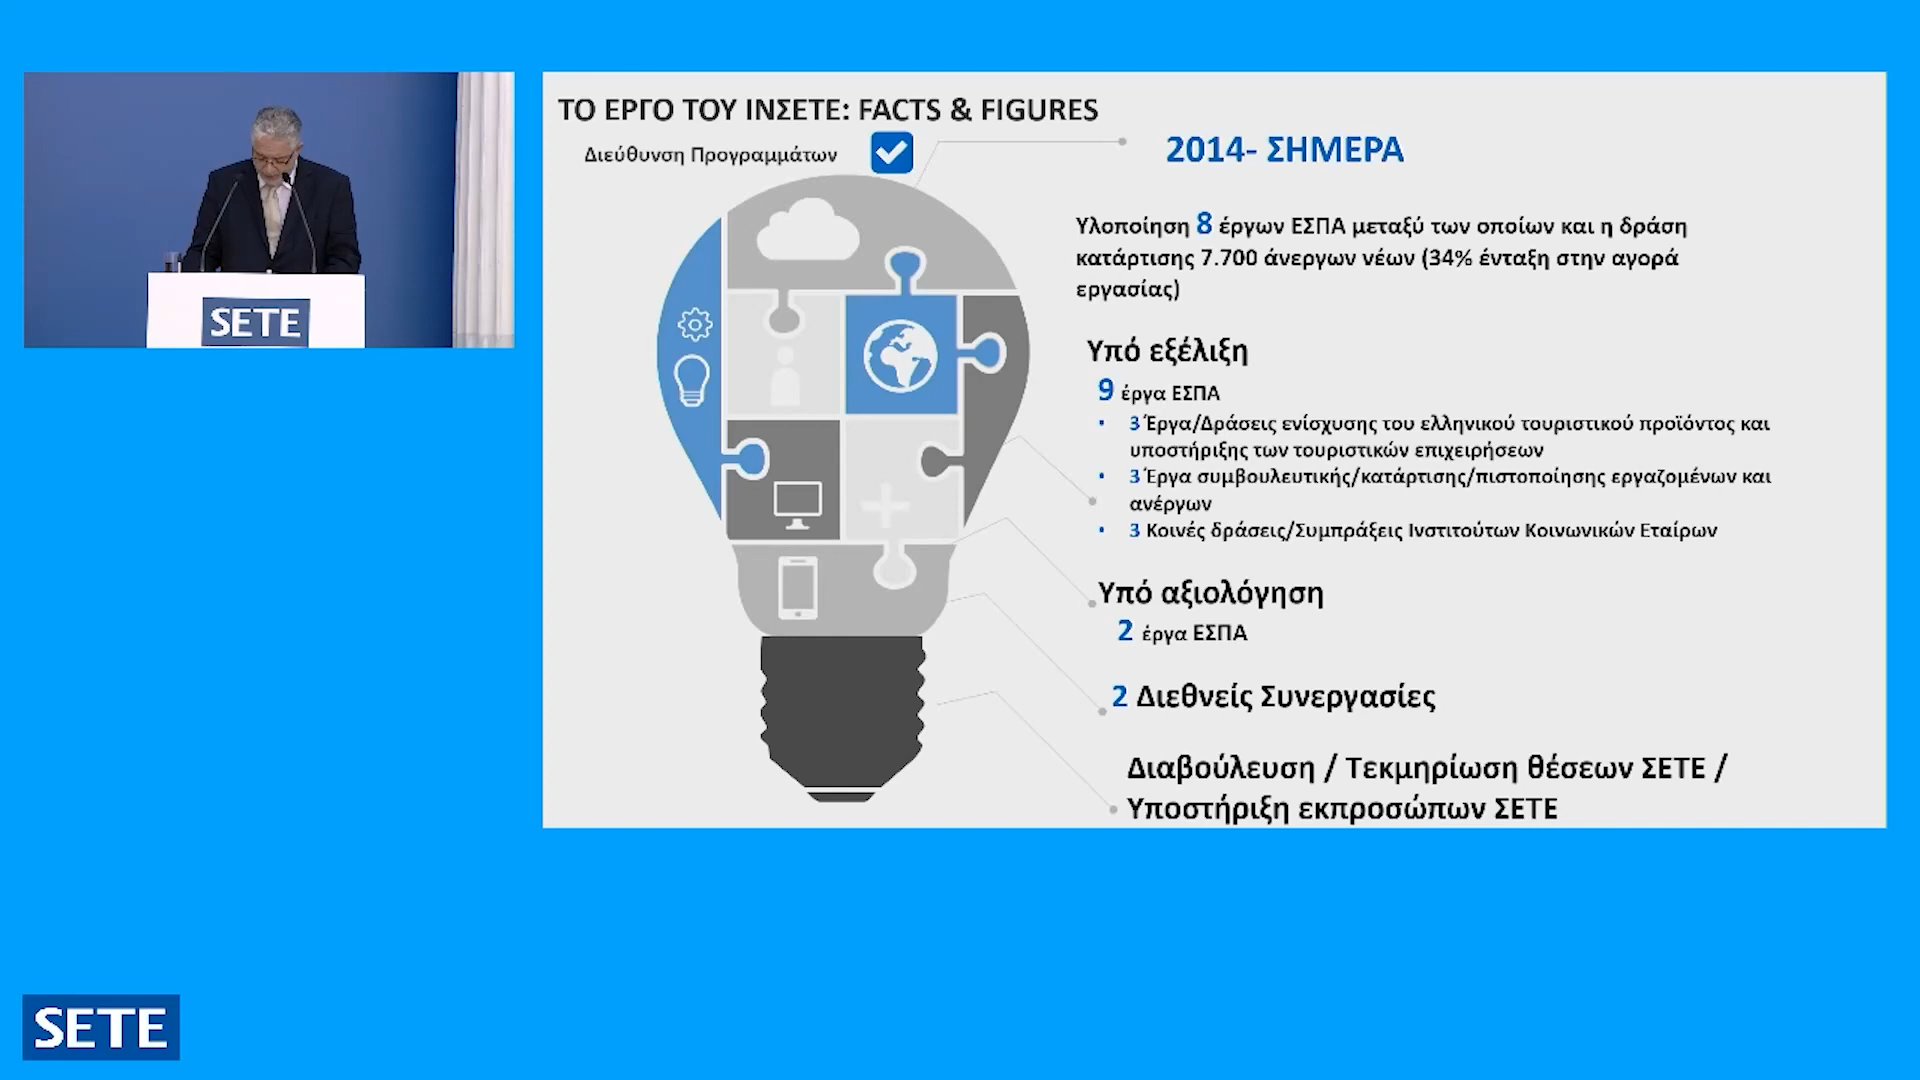 ΤΟ ΕΡΓΟ ΤΟΥ ΙΝΣΕΤΕ: FACTS & FIGURES
Διεύθυνση Προγραμμάτων
2014- ΣΗΜΕΡΑ
Υλοποίηση 8 έργων ΕΣΠΑ μεταξύ των οποίων και η δράση
κατάρτισης 7.700 άνεργων νέων (34% ένταξη στην αγορά
εργασίας)
Υπό εξέλιξη
9 έργα ΕΣΠΑ
• 3 Έργα/Δράσεις ενίσχυσης του ελληνικού τουριστικού προϊόντος και
υποστήριξης των τουριστικών επιχειρήσεων
• 3 Έργα συμβουλευτικής/κατάρτισης/πιστοποίησης εργαζομένων και
ανέργων
• 3 Κοινές δράσεις/Συμπράξεις Ινστιτούτων Κοινωνικών Εταίρων
Υπό αξιολόγηση
2 έργα ΕΣΠΑ
2 Διεθνείς Συνεργασίες
Διαβούλευση / Τεκμηρίωση θέσεων ΣΕΤΕ /
Υποστήριξη εκπροσώπων ΣΕΤΕ
SETE
SETE